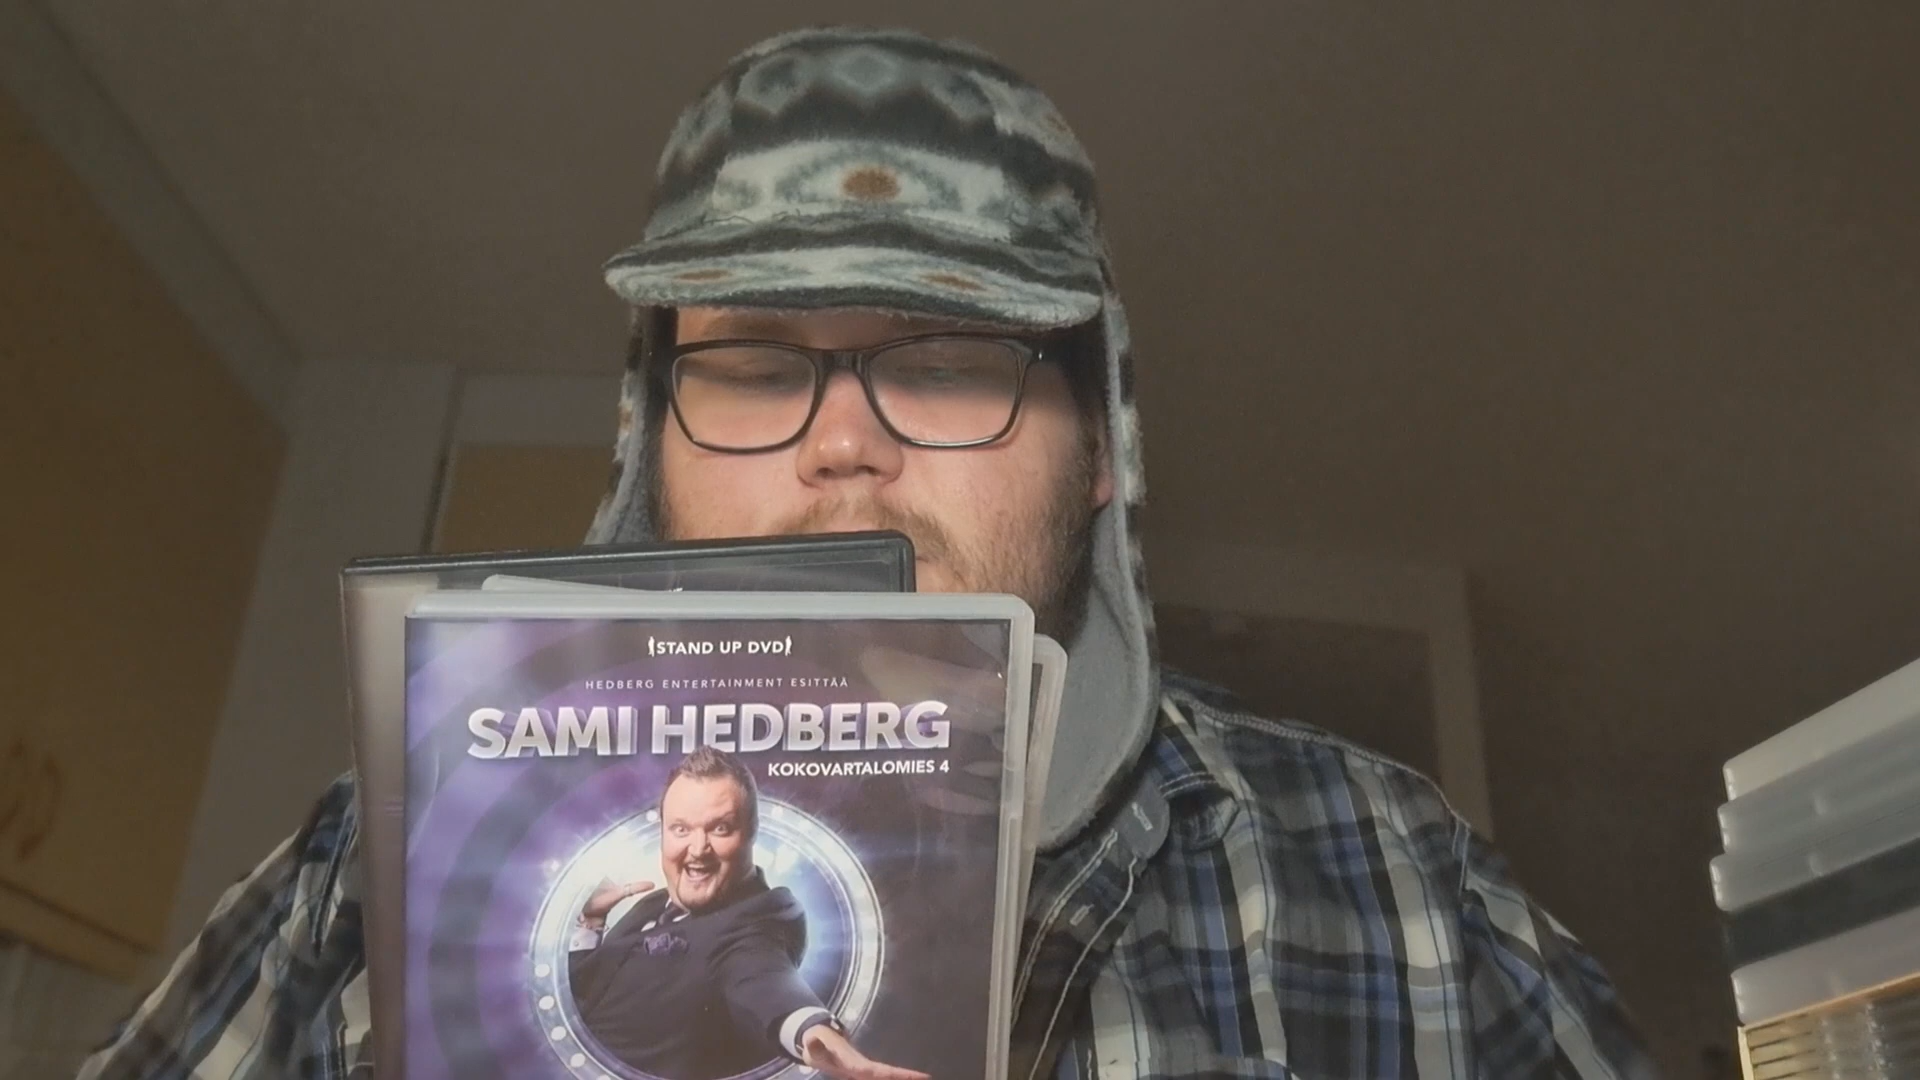 STAND UP DVD
HEDBERG ENTERTAINMENT ESITTÄÄ
SAMI HEDBERG
KOKOVARTALOMIES 4